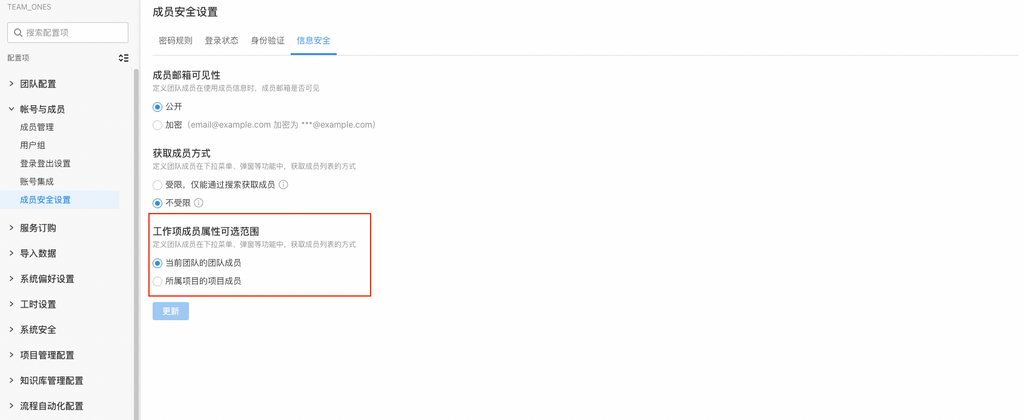 TEAM_ONES
搜索配置项
配置项
团队配置
帐号与成员
成员管理
用户组
登录登出设置
账号集成
成员安全设置
服务订购
导入数据
系统偏好设置
工时设置
系统安全
项目管理配置
知识库管理配置
流程自动化配置
成员安全设置
密码规则 登录状态 身份验证 信息安全
成员邮箱可见性
定义团队成员在使用成员信息时，成员邮箱是否可见
公开
加密（email@example.com 加密为 ***@example.com）
获取成员方式
定义团队成员在下拉菜单、弹窗等功能中，获取成员列表的方式
受限，仅能通过搜索获取成员
不受限
工作项成员属性可选范围
定义团队成员在下拉菜单、弹窗等功能中，获取成员列表的方式
当前团队的团队成员
所属项目的项目成员
更新